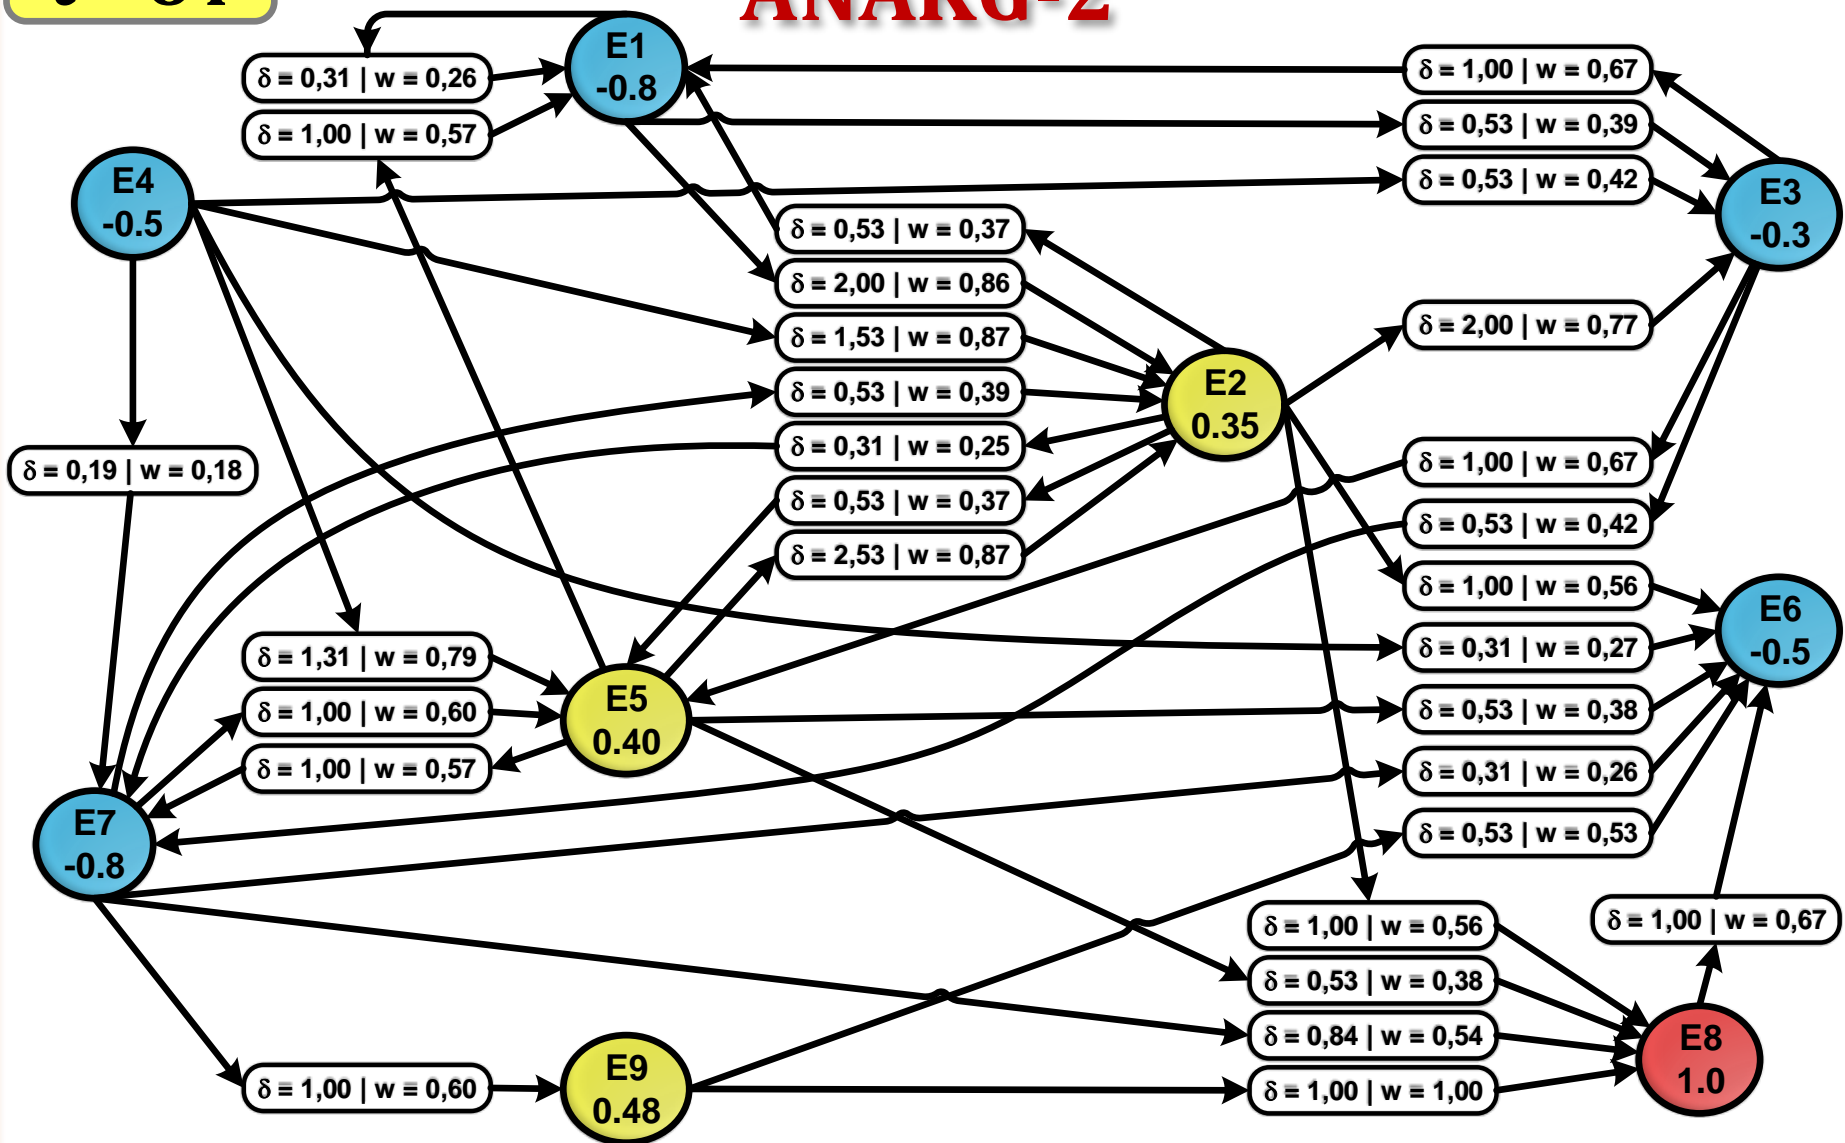 ANAKG-2
E1
-0.8
δ = 0,31 | w = 0,26
δ = 1,00 | w = 0,57
δ = 1,00 | w = 0,67
δ = 0,53 | w = 0,39
δ = 0,53 | w = 0,42
E4
-0.5
E3
-0.3
δ = 0,53 | w = 0,37
δ = 2,00 | w = 0,86
δ = 1,53 | w = 0,87
δ = 0,53 | w = 0,39
δ = 0,31 | w = 0,25
δ = 0,53 | w = 0,37
δ = 2,53 | w = 0,87
E2
0.35
δ = 2,00 | w = 0,77
δ = 0,19 | w = 0,18
δ = 1,00 | w = 0,67
δ = 0,53 | w = 0,42
δ = 1,00 | w = 0,56
δ = 0,31 | w = 0,27
δ = 0,53 | w = 0,38
δ = 0,31 | w = 0,26
δ = 0,53 | w = 0,53
E6
-0.5
δ = 1,31 | w = 0,79
δ = 1,00 | w = 0,60
δ = 1,00 | w = 0,57
E5
0.40
E7
-0.8
δ = 1,00 | w = 0,56
δ = 0,53 | w = 0,38
δ = 0,84 | w = 0,54
δ = 1,00 | w = 1,00
δ = 1,00 | w = 0,67
E8
1.0
δ = 1,00 | w = 0,60
E9
0.48